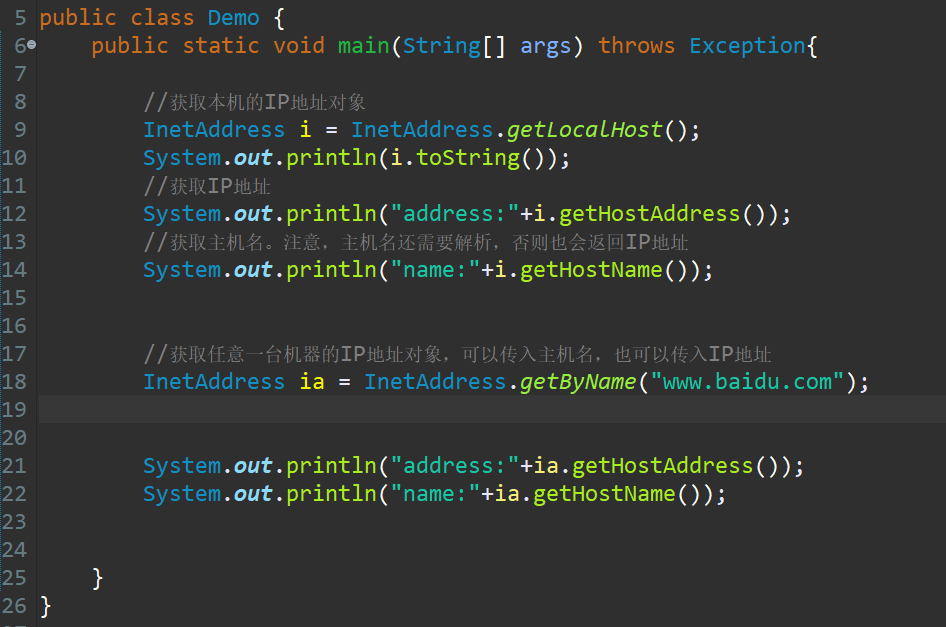 5 public class Demo {
6 public static void main(String[] args) throws Exception{
7
8 //获取本机的IP地址对象
9 InetAddress i = InetAddress.getLocalHost();
10 System.out.println(i.toString());
11 //获取IP地址
12 System.out.println("address:"+i.getHostAddress());
13 //获取主机名。注意，主机名还需要解析，否则也会返回IP地址
14 System.out.println("name:"+i.getHostName());
15
16
17 //获取任意一台机器的IP地址对象，可以传入主机名，也可以传入IP地址
18 InetAddress ia = InetAddress.getByName("www.baidu.com");
19
20
21 System.out.println("address:"+ia.getHostAddress());
22 System.out.println("name:"+ia.getHostName());
23
24
25 }
26 }